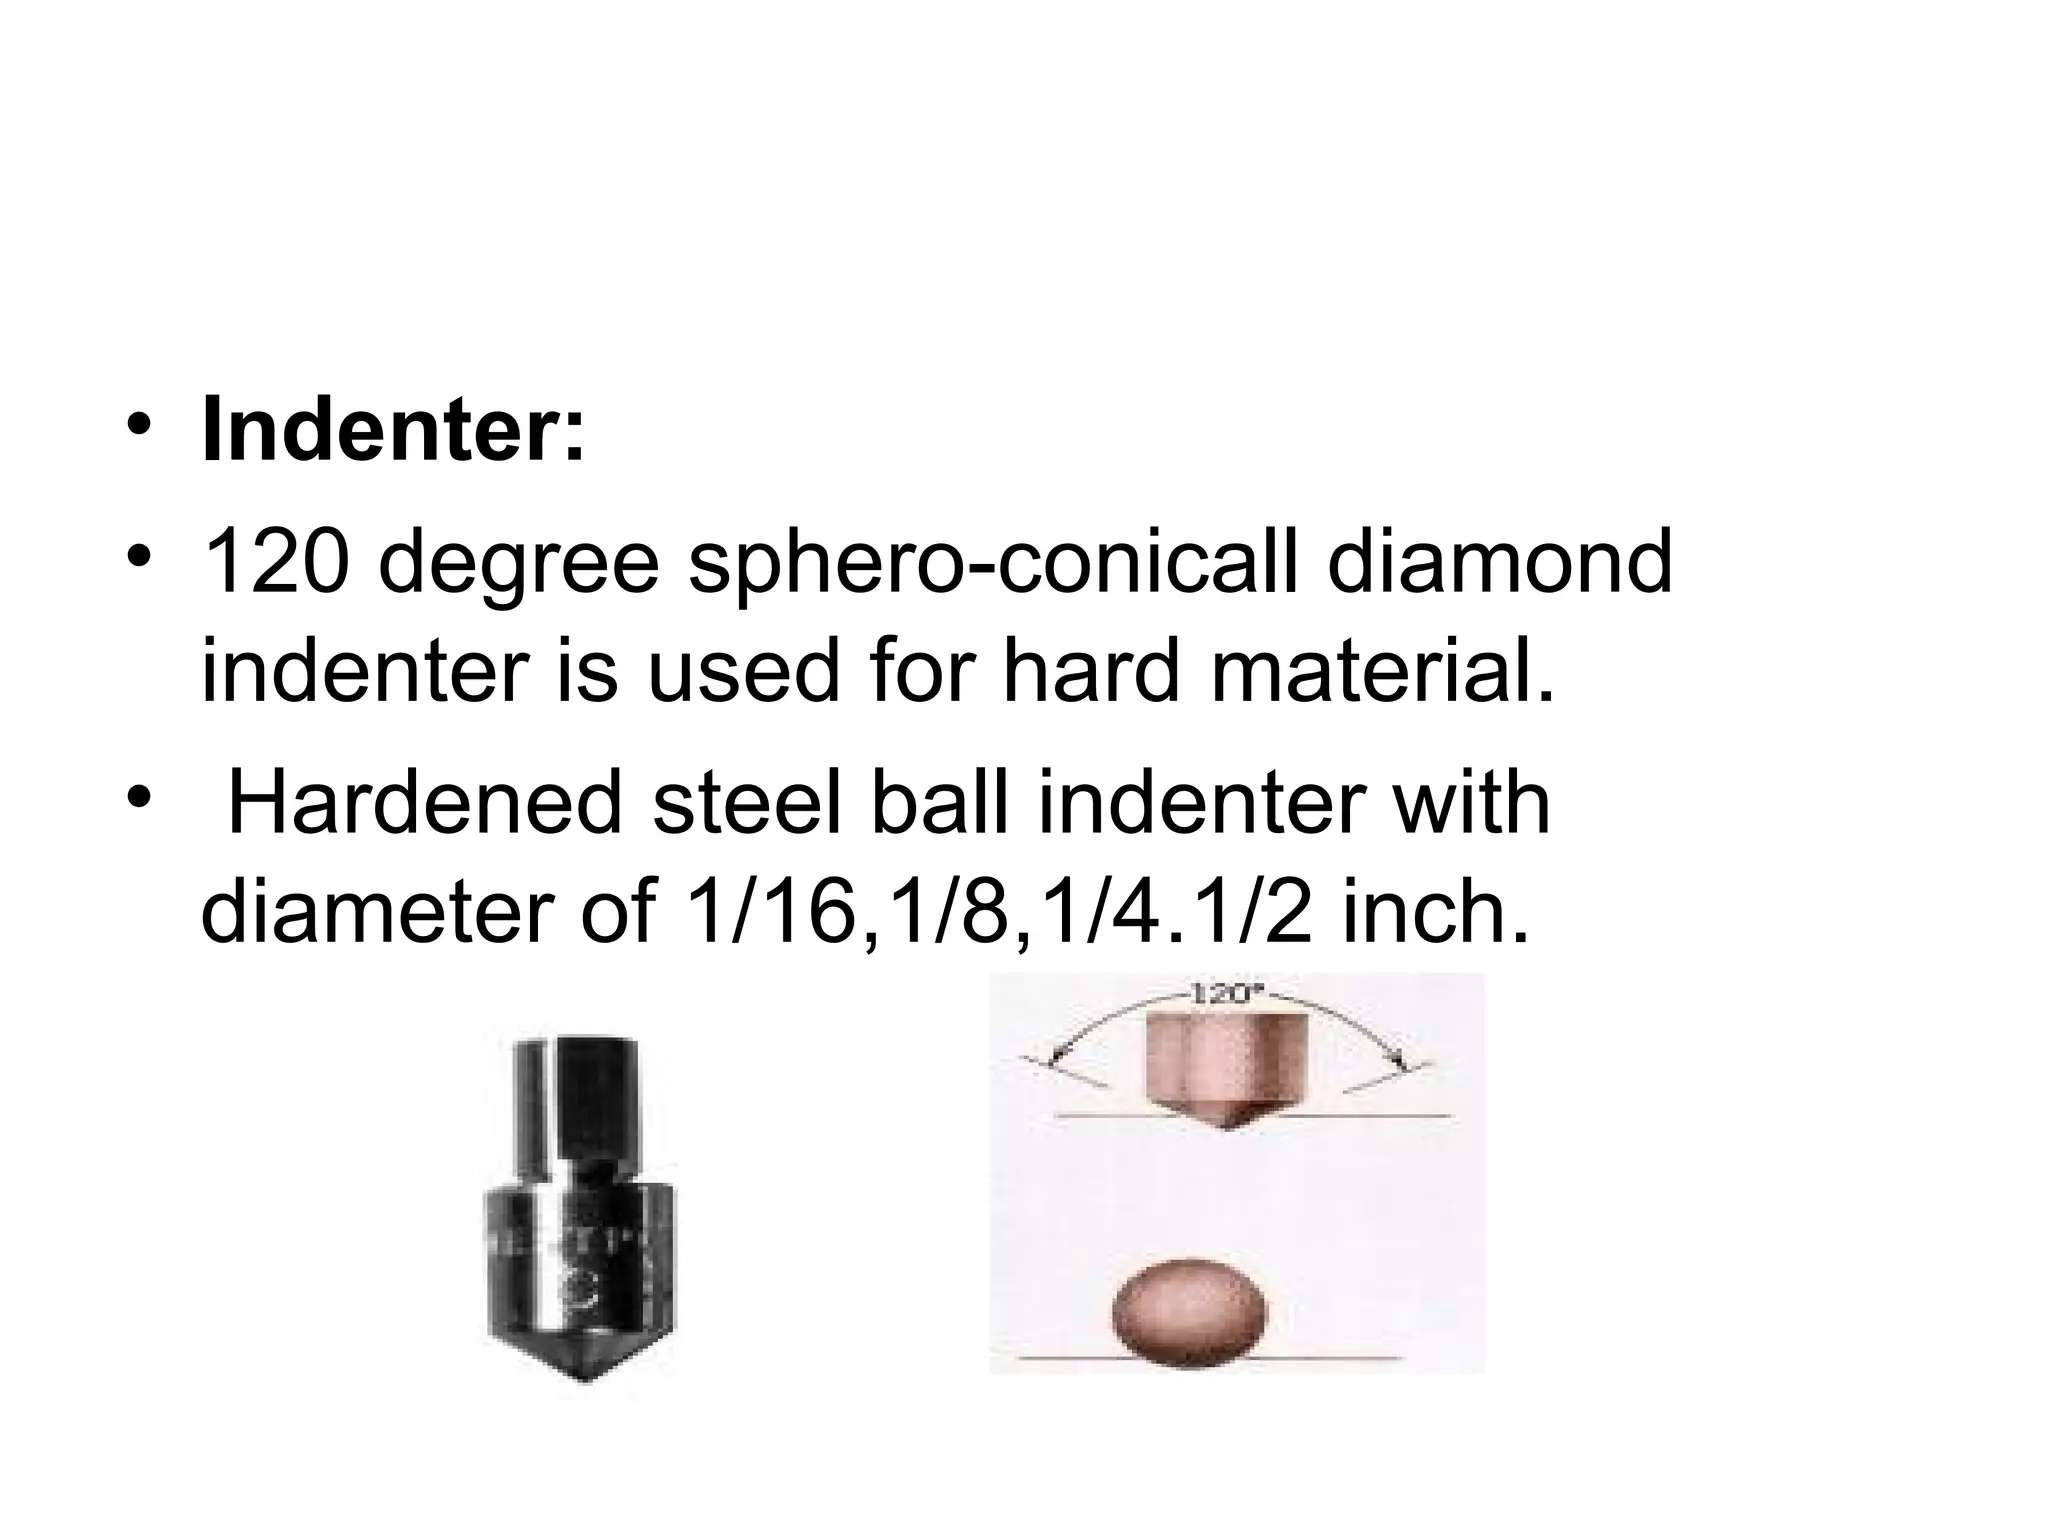 • Indenter:
• 120 degree sphero-conicall diamond
indenter is used for hard material.
• Hardened steel ball indenter with
diameter of 1/16,1/8,1/4.1/2 inch.
120°